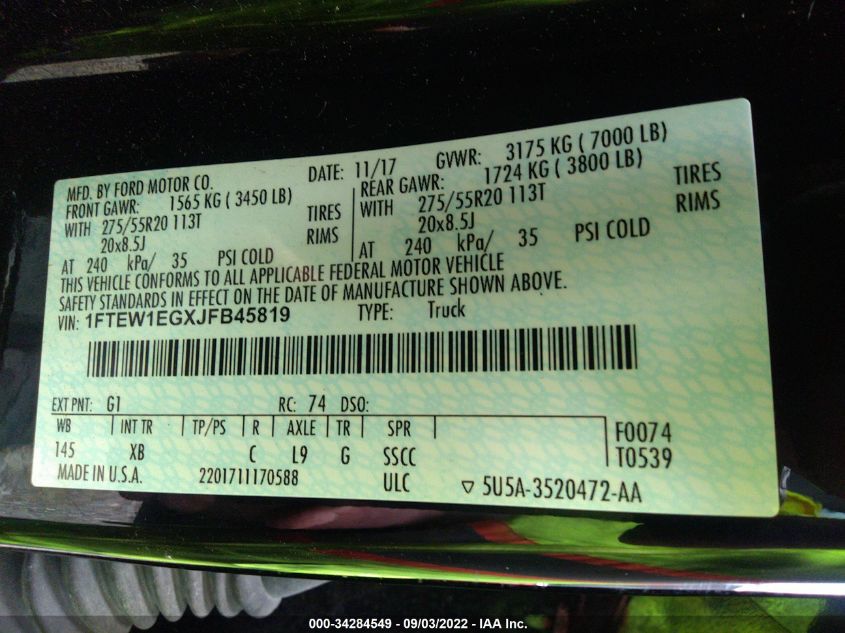 MFD. BY FORD MOTOR CO. DATE: 11/17 GVWR: 3175 KG ( 7000 LB)
FRONT GAWR: 1565 KG ( 3450 LB) REAR GAWR: 1724 KG ( 3800 LB)
WITH 275/55R20 113T TIRES WITH 275/55R20 113T TIRES
20x8.5J RIMS 20x8.5J RIMS
AT 240 kPa/ 35 PSI COLD AT 240 kPa/ 35 PSI COLD
THIS VEHICLE CONFORMS TO ALL APPLICABLE FEDERAL MOTOR VEHICLE
SAFETY STANDARDS IN EFFECT ON THE DATE OF MANUFACTURE SHOWN ABOVE.
VIN: 1FTEW1EGXJFB45819 TYPE: Truck
EXT PNT: G1 RC: 74 DSO:
WB INT TR TP/PS R AXLE TR SPR F0074
145 XB C L9 G SSCC T0539
MADE IN U.S.A. 2201711170588 ULC ▽ 5U5A-3520472-AA
000-34284549 - 09/03/2022 - IAA Inc.